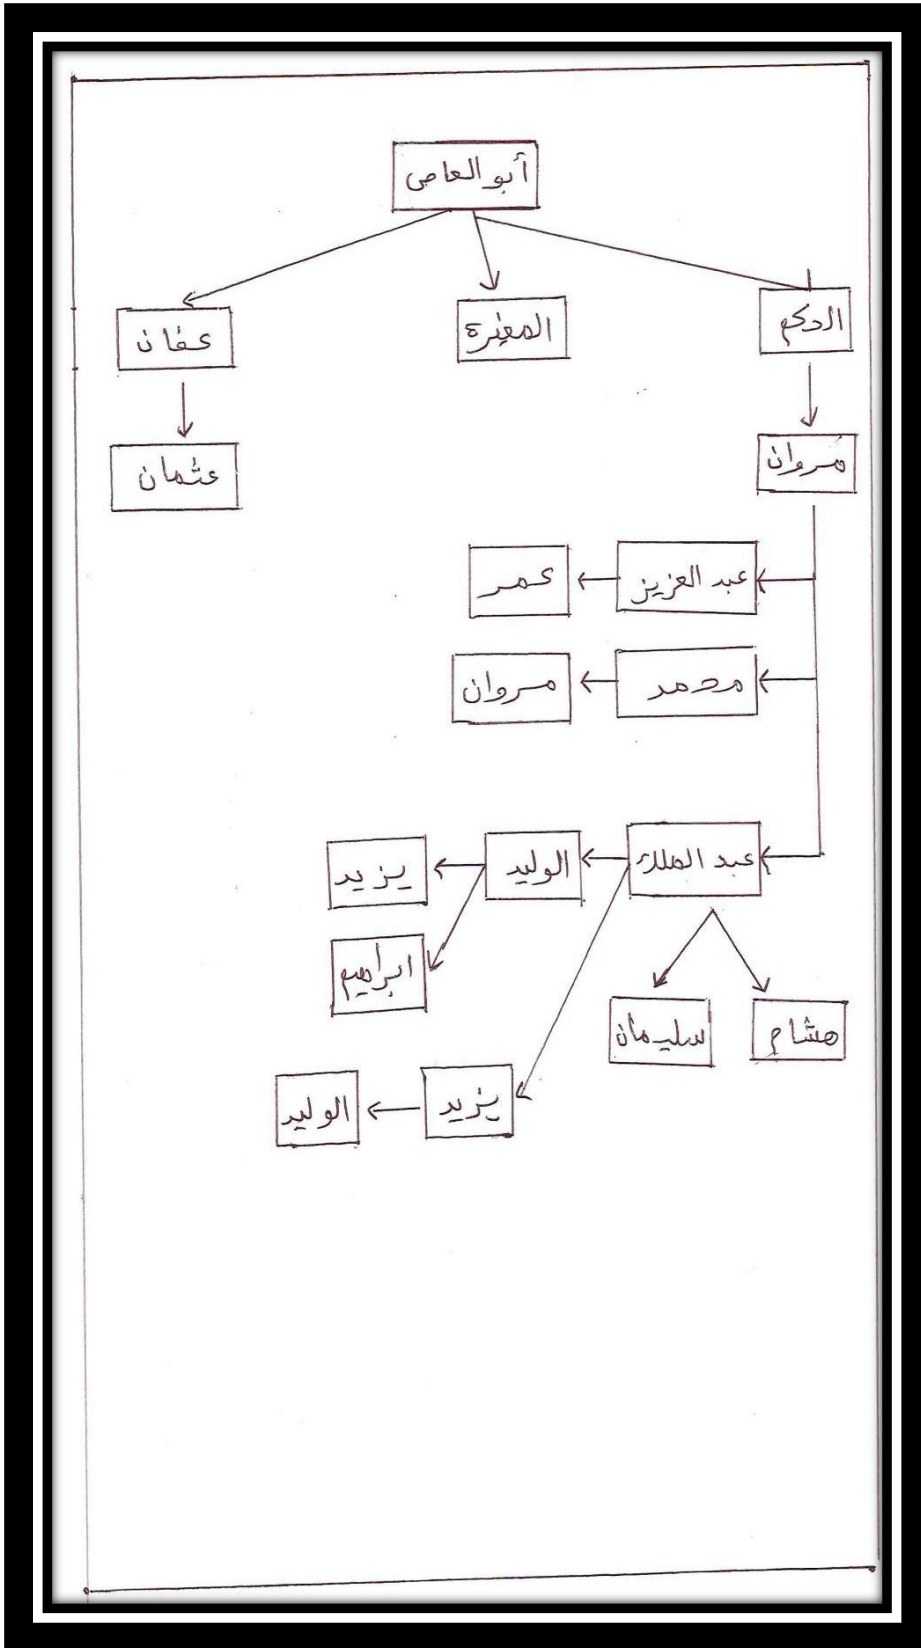 أبو العاص
الحكم
المغيرة
عفان
مروان
عثمان
عبد العزيز
عمر
محمد
مروان
عبد الملك
الوليد
يزيد
ابراهيم
هشام
سليمان
يزيد
الوليد